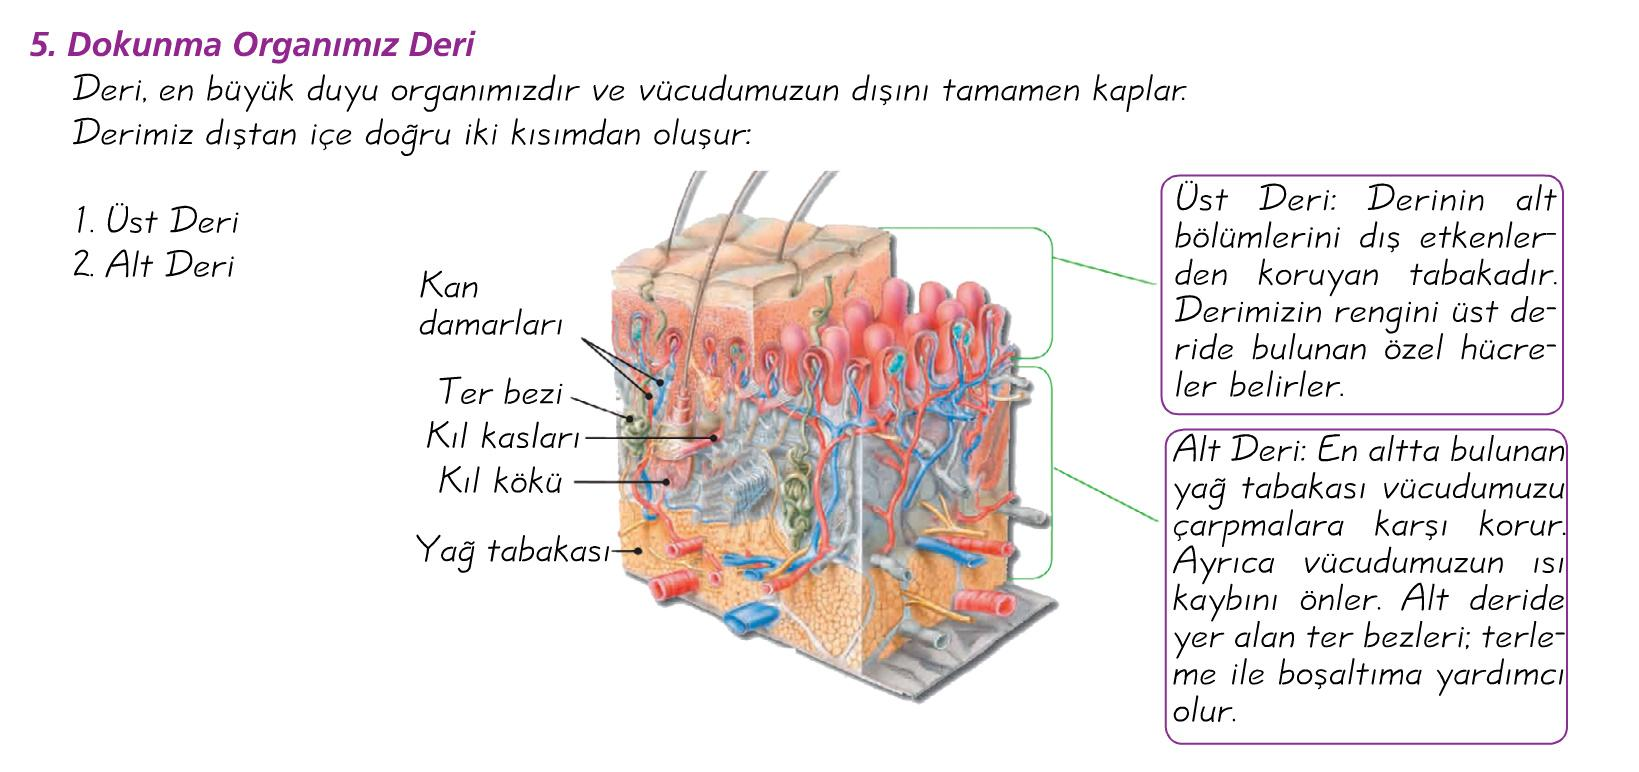 5. Dokunma Organımız Deri
Deri, en büyük duyu organımızdır ve vücudumuzun dışını tamamen kaplar.
Derimiz dıştan içe doğru iki kısımdan oluşur:
1. Üst Deri
2. Alt Deri
Kan
damarları
Ter bezi
Kıl kasları
Kıl kökü
Yağ tabakası
Üst Deri: Derinin alt
bölümlerini dış etkenler-
den koruyan tabakadır.
Derimizin rengini üst de-
ride bulunan özel hücre-
ler belirler.
Alt Deri: En altta bulunan
yağ tabakası vücudumuzu
çarpmalara karşı korur.
Ayrıca vücudumuzun ısı
kaybını önler. Alt deride
yer alan ter bezleri; terle-
me ile boşaltıma yardımcı
olur.